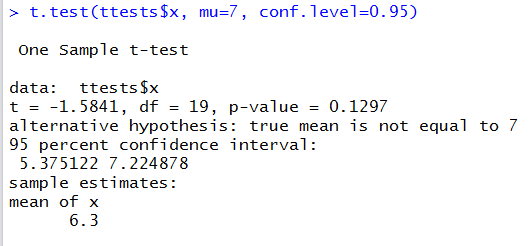 > t.test(ttests$x, mu=7, conf.level=0.95)
One Sample t-test
data:  ttests$x
t = -1.5841, df = 19, p-value = 0.1297
alternative hypothesis: true mean is not equal to 7
95 percent confidence interval:
5.375122 7.224878
sample estimates:
mean of x
6.3